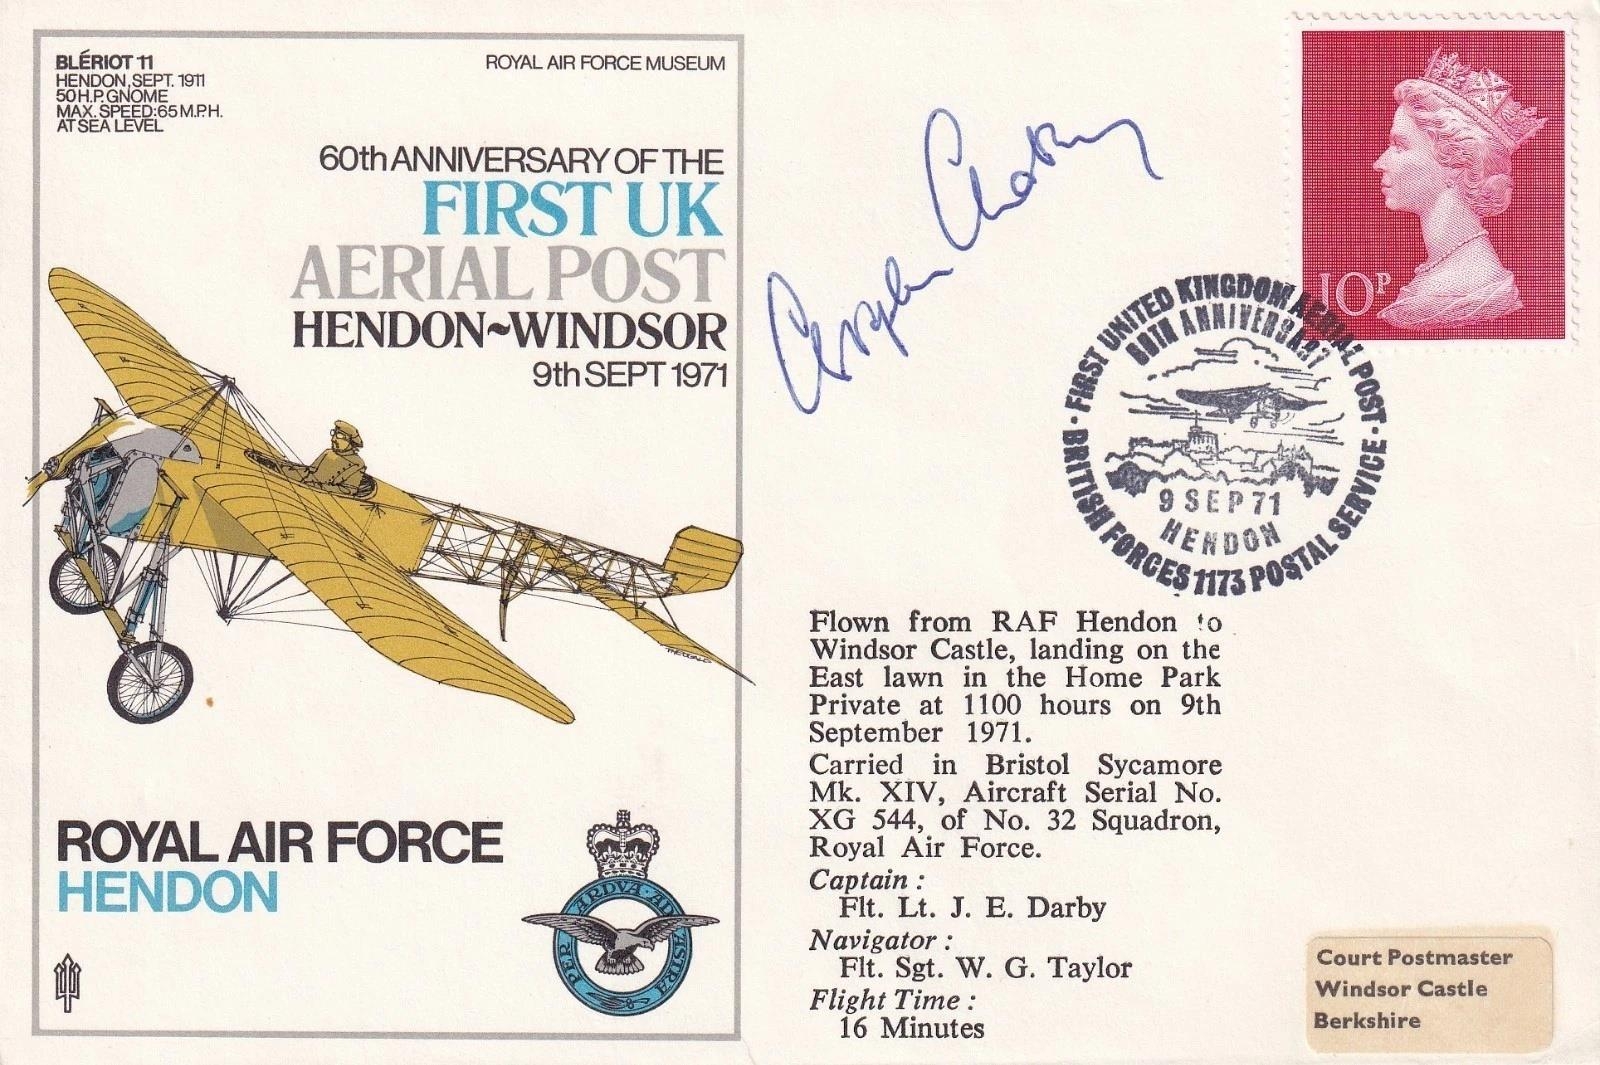 BLÉRIOT 11
HENDON, SEPT. 1911
50 H.P. GNOME
MAX. SPEED: 65 M.P.H.
AT SEA LEVEL
ROYAL AIR FORCE MUSEUM
60th ANNIVERSARY OF THE
FIRST UK
AERIAL POST
HENDON~WINDSOR
9th SEPT 1971
ROYAL AIR FORCE
HENDON
PER ARDVA AD ASTRA
10P
FIRST UNITED KINGDOM AERIAL POST
60TH ANNIVERSARY
9 SEP 71
HENDON
BRITISH FORCES 1173 POSTAL SERVICE
Flown from RAF Hendon to
Windsor Castle, landing on the
East lawn in the Home Park
Private at 1100 hours on 9th
September 1971.
Carried in Bristol Sycamore
Mk. XIV, Aircraft Serial No.
XG 544, of No. 32 Squadron,
Royal Air Force.
Captain :
Flt. Lt. J. E. Darby
Navigator :
Flt. Sgt. W. G. Taylor
Flight Time :
16 Minutes
Court Postmaster
Windsor Castle
Berkshire